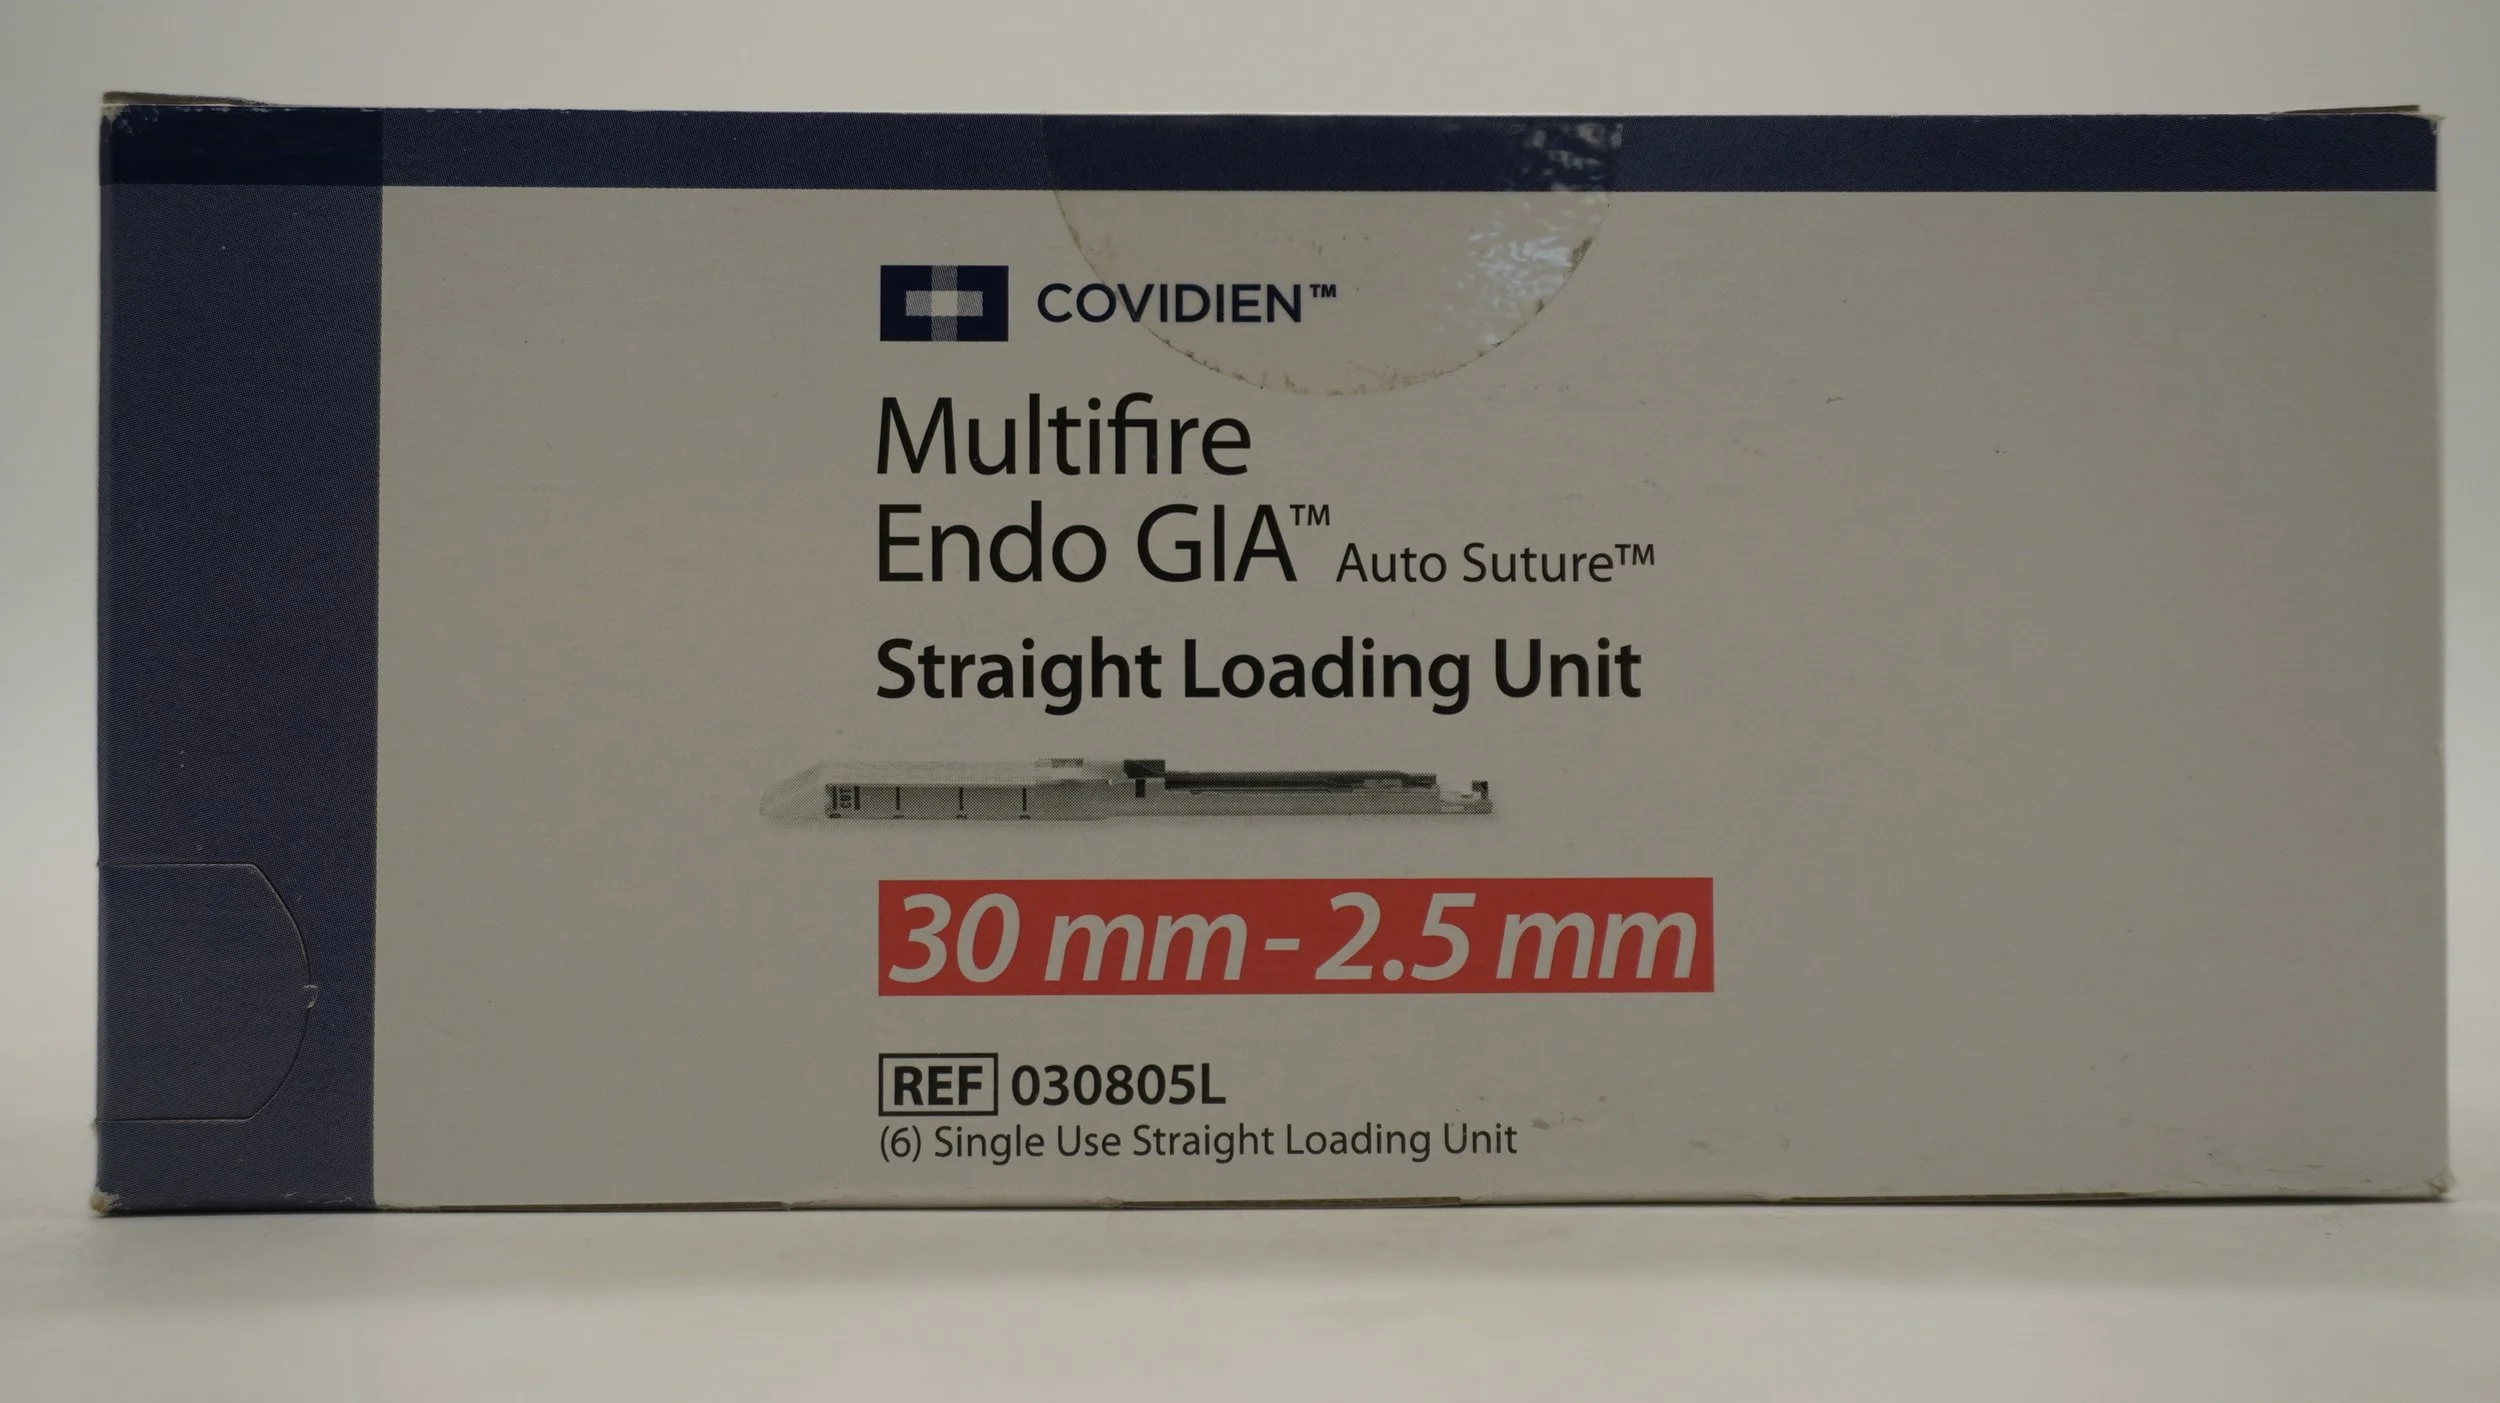 COVIDIEN™
Multifire
Endo GIA™ Auto Suture™
Straight Loading Unit
CUT
30 mm - 2.5 mm
REF 030805L
(6) Single Use Straight Loading Unit